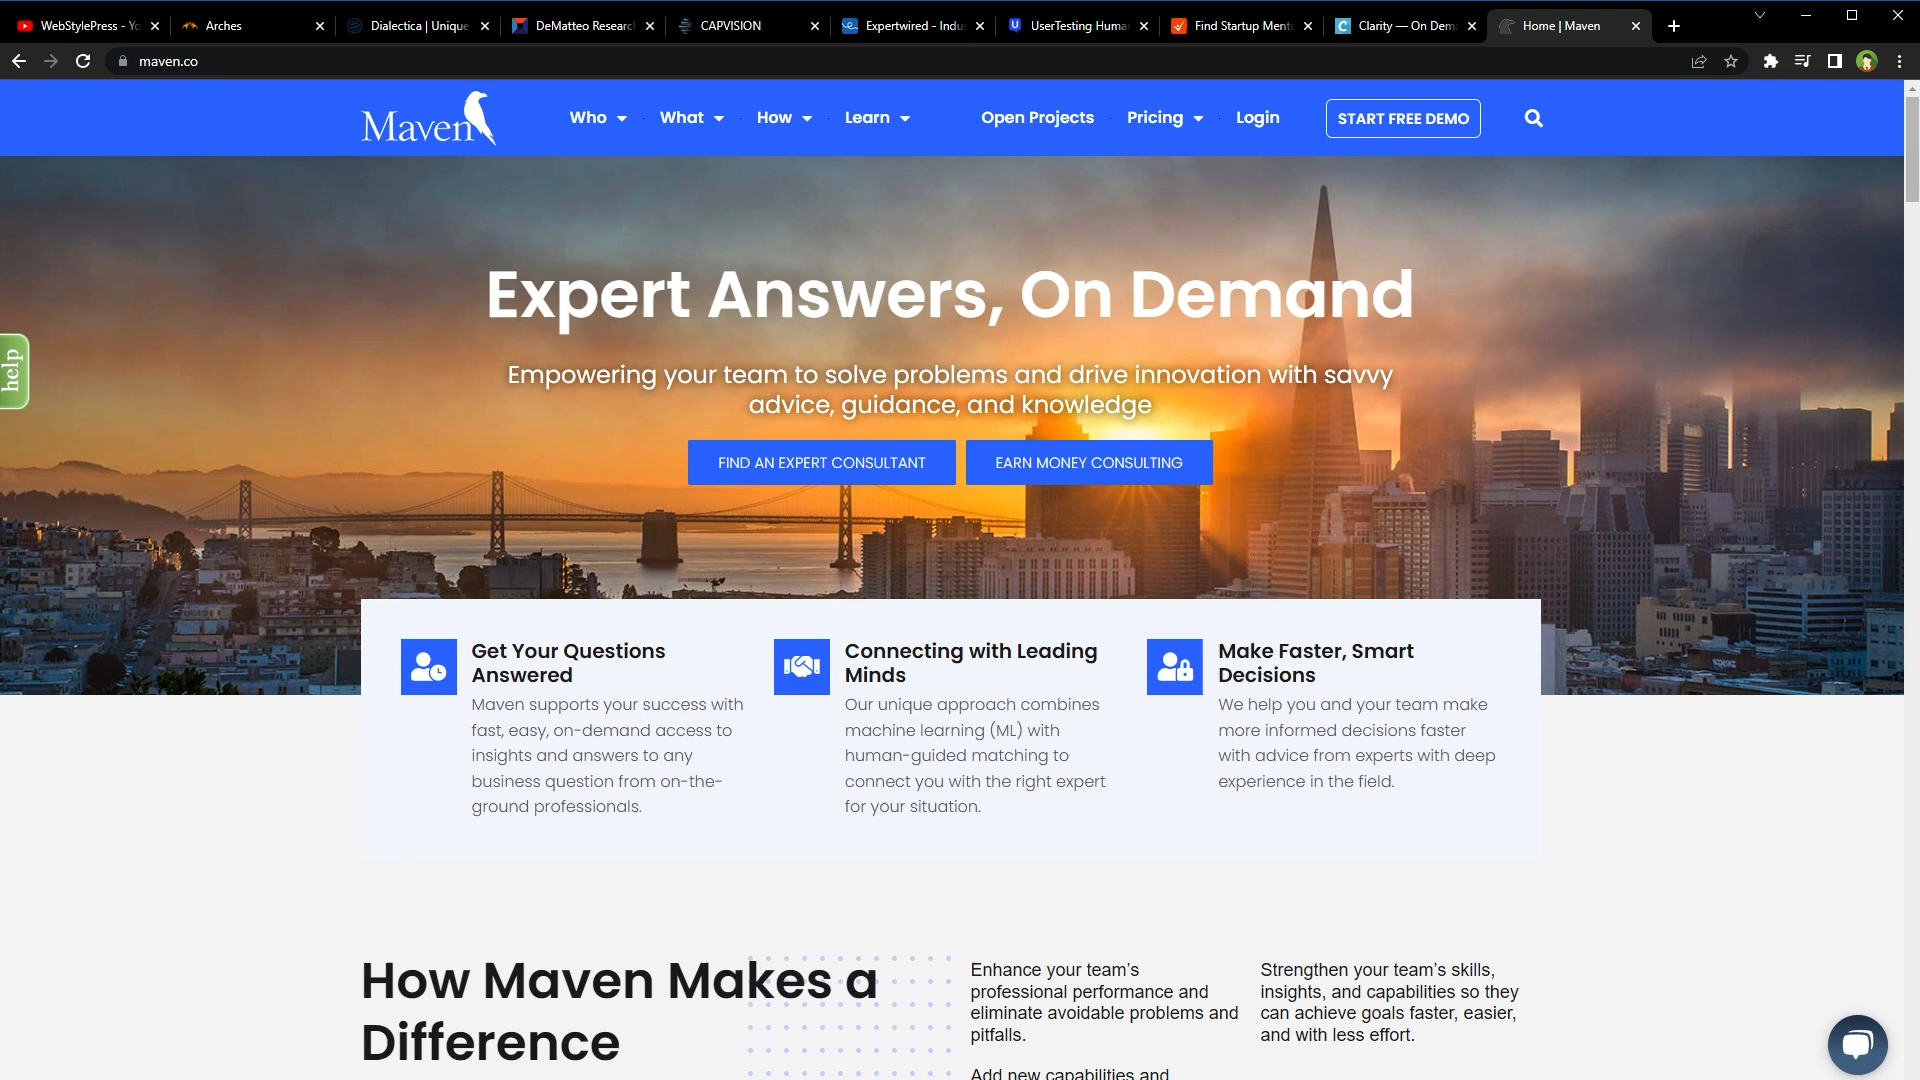 WebStylePress - Yo
Arches
Dialectica | Unique
DeMatteo Research
CAPVISION
Expertwired - Indus
UserTesting Human
Find Startup Mento
Clarity — On Dema
Home | Maven
maven.co
Maven
Who
What
How
Learn
Open Projects
Pricing
Login
START FREE DEMO
Expert Answers, On Demand
help
Empowering your team to solve problems and drive innovation with savvy
advice, guidance, and knowledge
FIND AN EXPERT CONSULTANT
EARN MONEY CONSULTING
Get Your Questions
Answered
Maven supports your success with
fast, easy, on-demand access to
insights and answers to any
business question from on-the-
ground professionals.
Connecting with Leading
Minds
Our unique approach combines
machine learning (ML) with
human-guided matching to
connect you with the right expert
for your situation.
Make Faster, Smart
Decisions
We help you and your team make
more informed decisions faster
with advice from experts with deep
experience in the field.
How Maven Makes a
Difference
Enhance your team's
professional performance and
eliminate avoidable problems and
pitfalls.
Add new capabilities and
Strengthen your team's skills,
insights, and capabilities so they
can achieve goals faster, easier,
and with less effort.